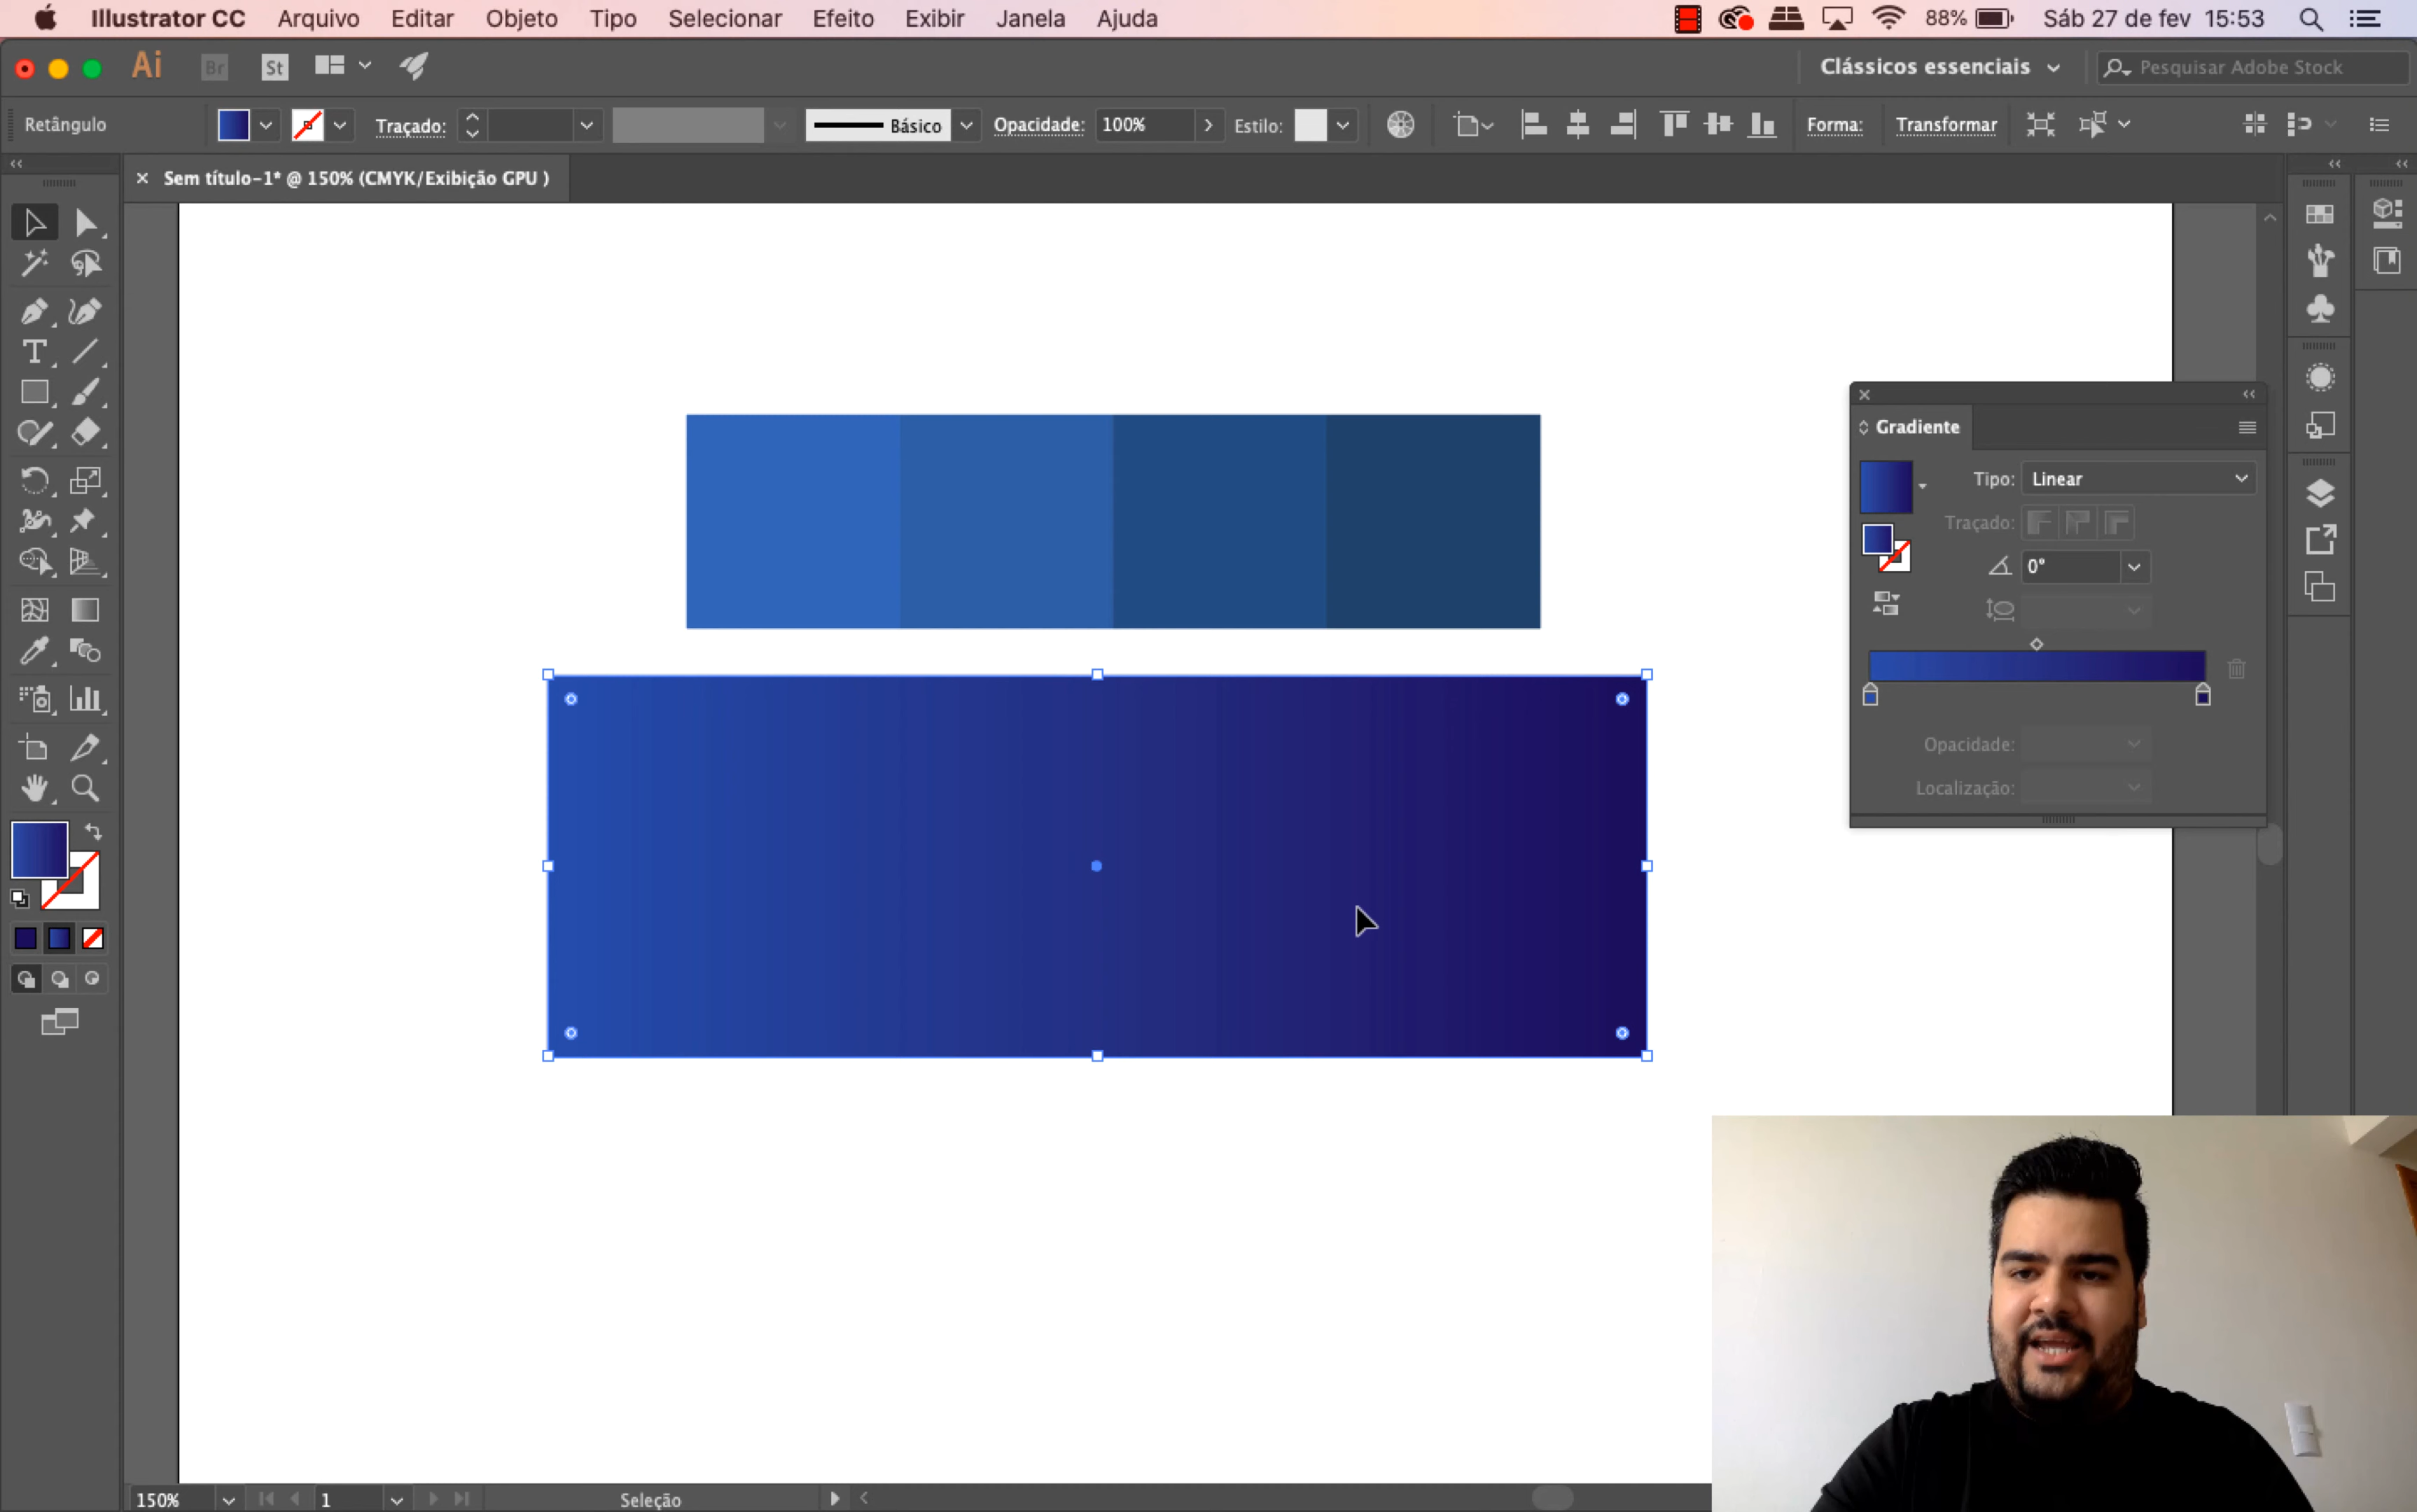 Illustrator CC Arquivo Editar Objeto Tipo Selecionar Efeito Exibir Janela Ajuda 88% Sáb 27 de fev 15:53
Ai Br St Clássicos essenciais Pesquisar Adobe Stock
Retângulo Traçado: Básico Opacidade: 100% Estilo: Forma: Transformar
Sem título-1* @ 150% (CMYK/Exibição GPU )
Gradiente
Tipo: Linear
Traçado:
0°
Opacidade:
Localização:
150% 1 Seleção